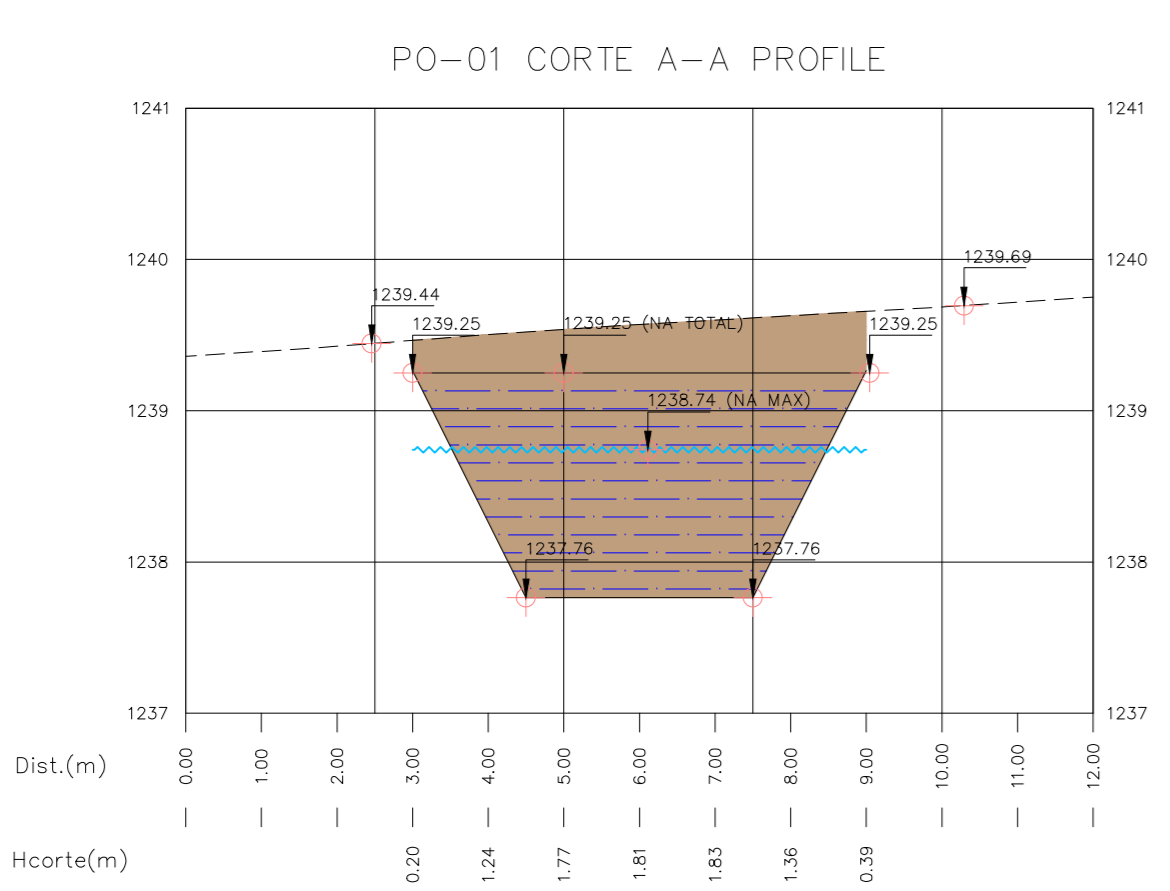 PO-01 CORTE A-A PROFILE
1241 1241
1240 1239.69 1240
1239.44
1239.25 1239.25 (NA TOTAL) 1239.25
1238.74 (NA MAX)
1239 1239
1237.76 1237.76
1238 1238
1237 1237
Dist.(m) 0.00 1.00 2.00 3.00 4.00 5.00 6.00 7.00 8.00 9.00 10.00 11.00 12.00
Hcorte(m) 0.20 1.24 1.77 1.81 1.83 1.36 0.39